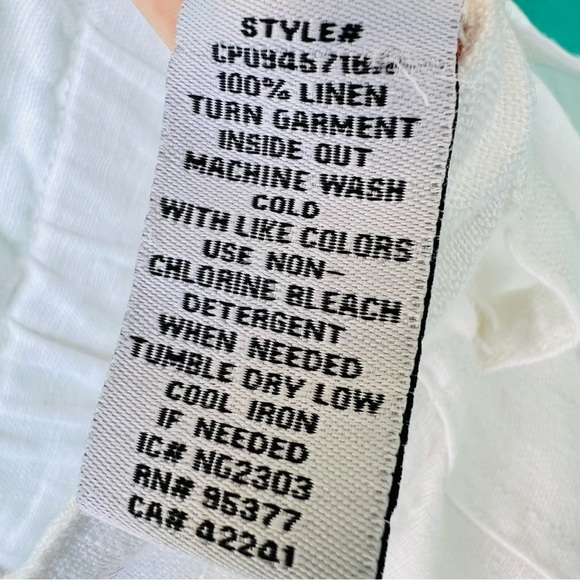 STYLE#
100% LINEN
TURN GARMENT
INSIDE OUT
MACHINE WASH
COLD
WITH LIKE COLORS
USE NON-
CHLORINE BLEACH
DETERGENT
WHEN NEEDED
TUMBLE DRY LOW
COOL IRON
IF NEEDED
IC# NG2303
RN# 95377
CA# 42241